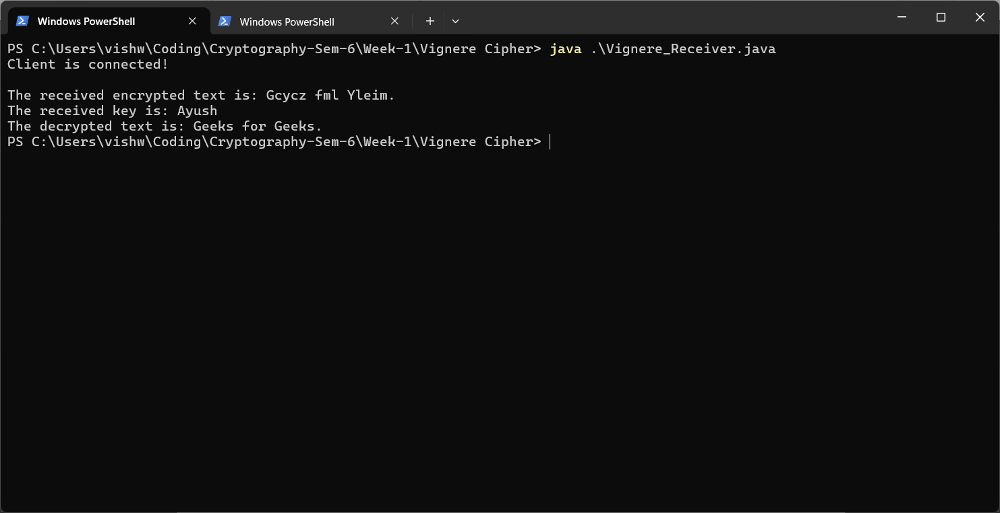 Windows PowerShell
Windows PowerShell
PS C:\Users\vishw\Coding\Cryptography-Sem-6\Week-1\Vignere Cipher> java .\Vignere_Receiver.java
Client is connected!
The received encrypted text is: Gcycz fml Yleim.
The received key is: Ayush
The decrypted text is: Geeks for Geeks.
PS C:\Users\vishw\Coding\Cryptography-Sem-6\Week-1\Vignere Cipher>